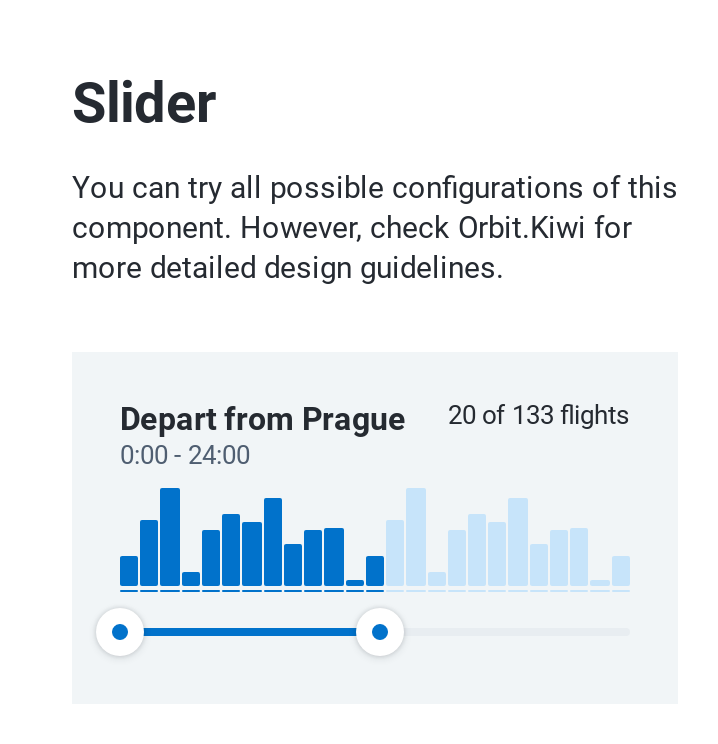 Slider
You can try all possible configurations of this
component. However, check Orbit.Kiwi for
more detailed design guidelines.
Depart from Prague
20 of 133 flights
0:00 - 24:00